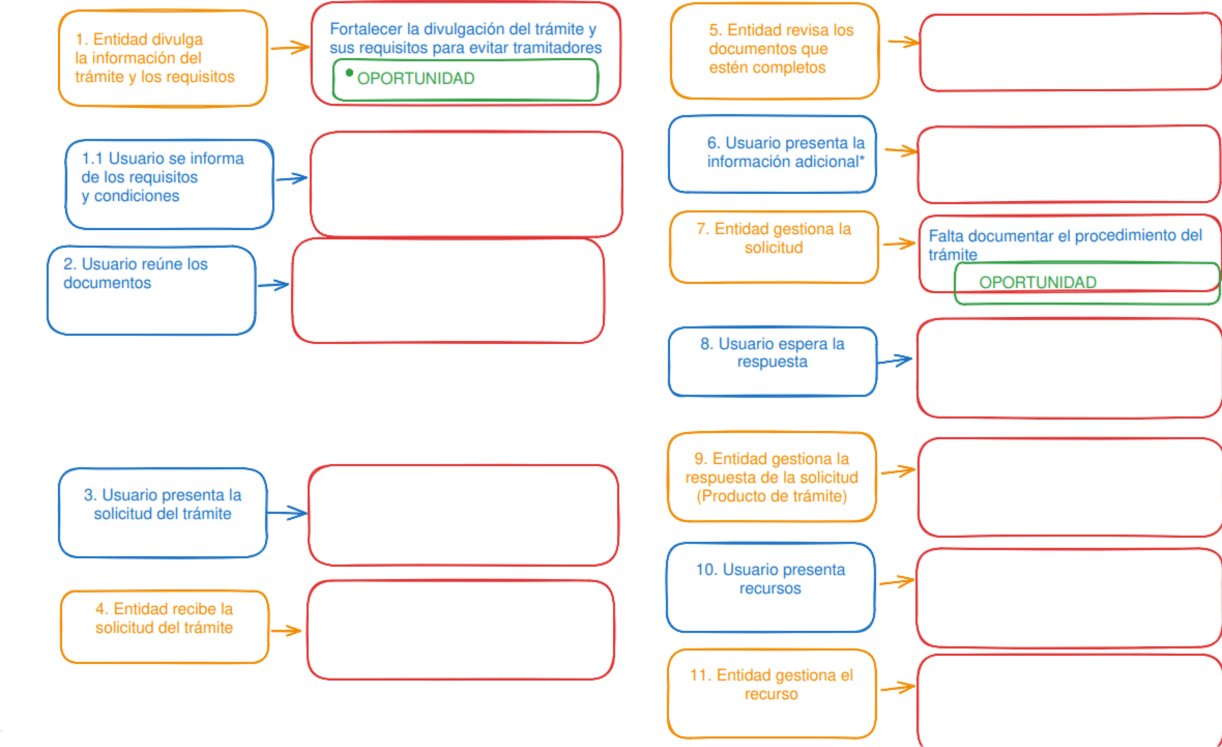 1. Entidad divulga
la información del
trámite y los requisitos
Fortalecer la divulgación del trámite y
sus requisitos para evitar tramitadores
• OPORTUNIDAD
1.1 Usuario se informa
de los requisitos
y condiciones
2. Usuario reúne los
documentos
3. Usuario presenta la
solicitud del trámite
4. Entidad recibe la
solicitud del trámite
5. Entidad revisa los
documentos que
estén completos
6. Usuario presenta la
información adicional*
7. Entidad gestiona la
solicitud
Falta documentar el procedimiento del
trámite
OPORTUNIDAD
8. Usuario espera la
respuesta
9. Entidad gestiona la
respuesta de la solicitud
(Producto de trámite)
10. Usuario presenta
recursos
11. Entidad gestiona el
recurso